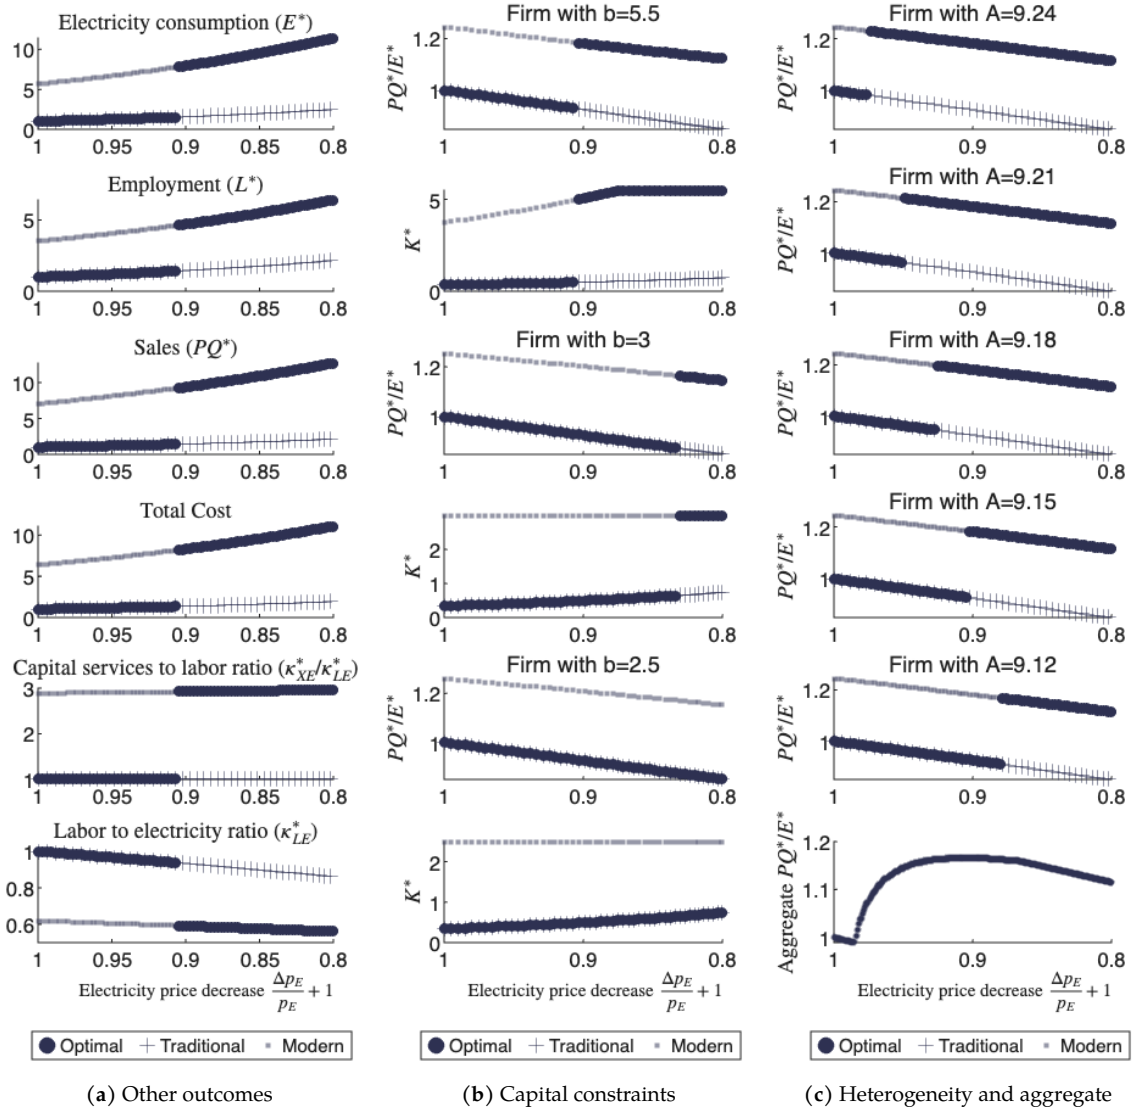 Electricity consumption (E*)
10
5
0
1 0.95 0.9 0.85 0.8
Employment (L*)
5
0
1 0.95 0.9 0.85 0.8
Sales (PQ*)
10
5
0
1 0.95 0.9 0.85 0.8
Total Cost
10
5
0
1 0.95 0.9 0.85 0.8
Capital services to labor ratio (κ*XE/κ*LE)
3
2
1
1 0.95 0.9 0.85 0.8
Labor to electricity ratio (κ*LE)
1
0.8
0.6
1 0.95 0.9 0.85 0.8
Electricity price decrease ΔpE/pE + 1
Optimal Traditional Modern
(a) Other outcomes
Firm with b=5.5
PQ*/E*
1.2
1
1 0.9 0.8
K*
5
0
1 0.9 0.8
Firm with b=3
PQ*/E*
1.2
1
1 0.9 0.8
K*
2
1
0
1 0.9 0.8
Firm with b=2.5
PQ*/E*
1.2
1
1 0.9 0.8
K*
2
0
1 0.9 0.8
Electricity price decrease ΔpE/pE + 1
Optimal Traditional Modern
(b) Capital constraints
Firm with A=9.24
PQ*/E*
1.2
1
1 0.9 0.8
Firm with A=9.21
PQ*/E*
1.2
1
1 0.9 0.8
Firm with A=9.18
PQ*/E*
1.2
1
1 0.9 0.8
Firm with A=9.15
PQ*/E*
1.2
1
1 0.9 0.8
Firm with A=9.12
PQ*/E*
1.2
1
1 0.9 0.8
Aggregate PQ*/E*
1.2
1.1
1
1 0.9 0.8
Electricity price decrease ΔpE/pE + 1
Optimal Traditional Modern
(c) Heterogeneity and aggregate